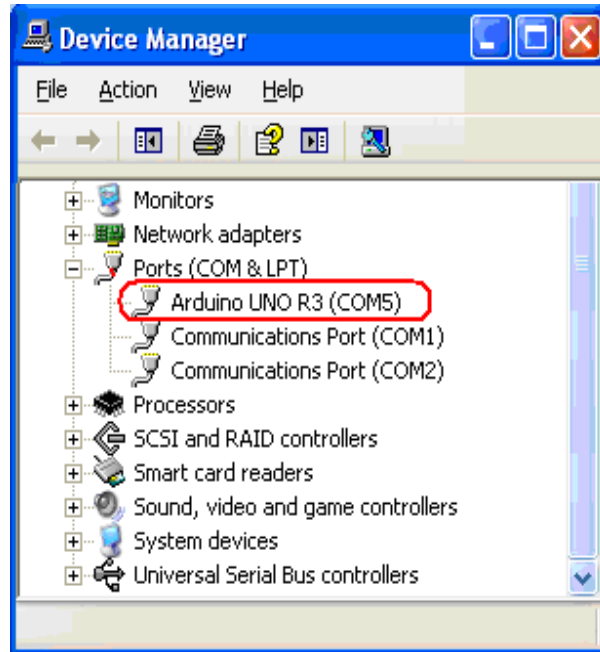 Device Manager
File Action View Help
Monitors
Network adapters
Ports (COM & LPT)
Arduino UNO R3 (COM5)
Communications Port (COM1)
Communications Port (COM2)
Processors
SCSI and RAID controllers
Smart card readers
Sound, video and game controllers
System devices
Universal Serial Bus controllers